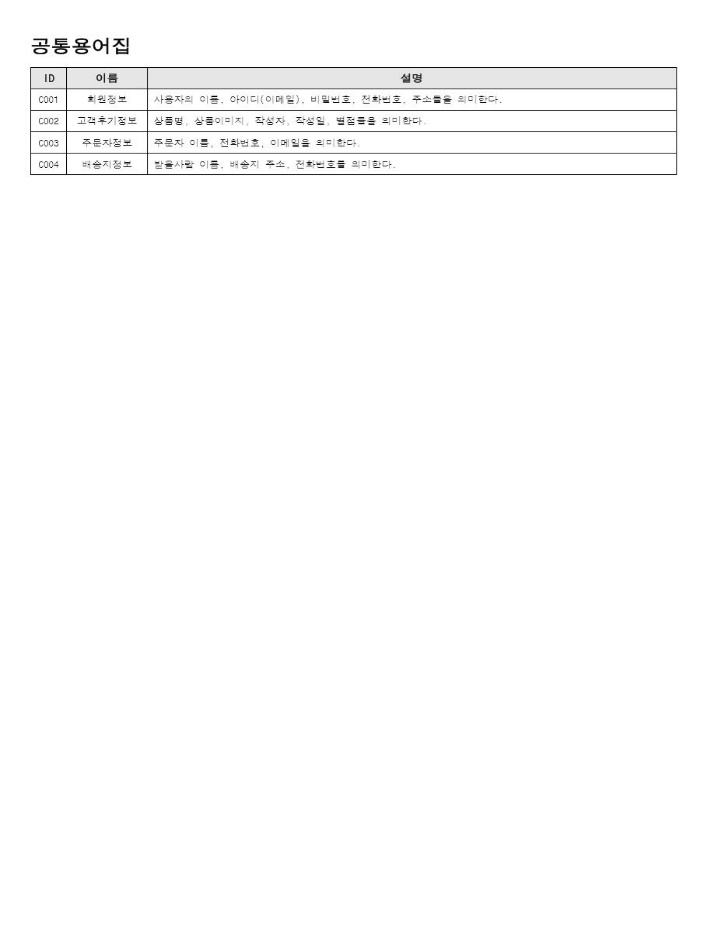 공통용어집
ID 이름 설명
C001 회원정보 사용자의 이름, 아이디(이메일), 비밀번호, 전화번호, 주소들을 의미한다.
C002 고객후기정보 상품명, 상품이미지, 작성자, 작성일, 별점들을 의미한다.
C003 주문자정보 주문자 이름, 전화번호, 이메일을 의미한다.
C004 배송지정보 받을사람 이름, 배송지 주소, 전화번호를 의미한다.